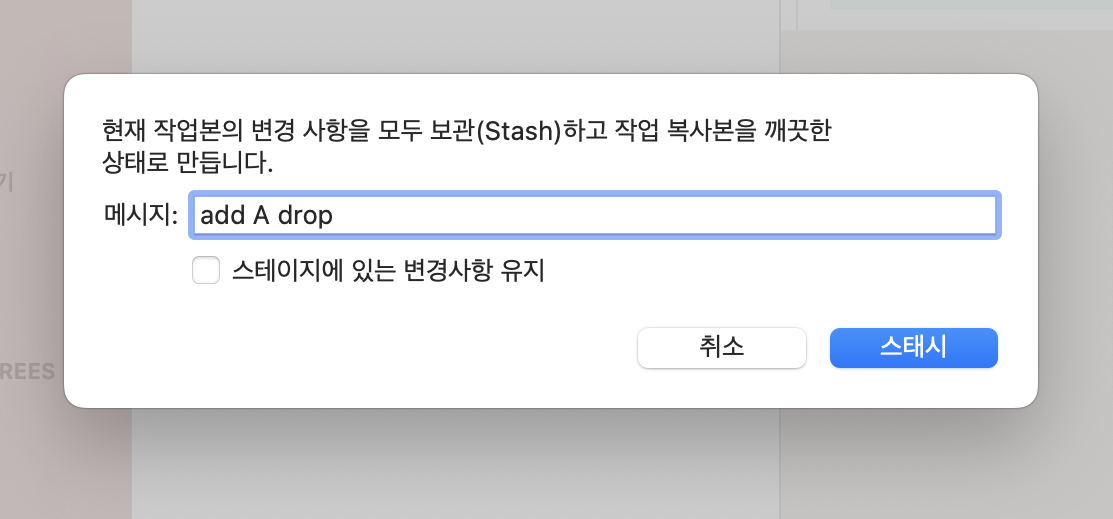 현재 작업본의 변경 사항을 모두 보관(Stash)하고 작업 복사본을 깨끗한
상태로 만듭니다.
기
메시지: add A drop
스테이지에 있는 변경사항 유지
취소 스태시
REES